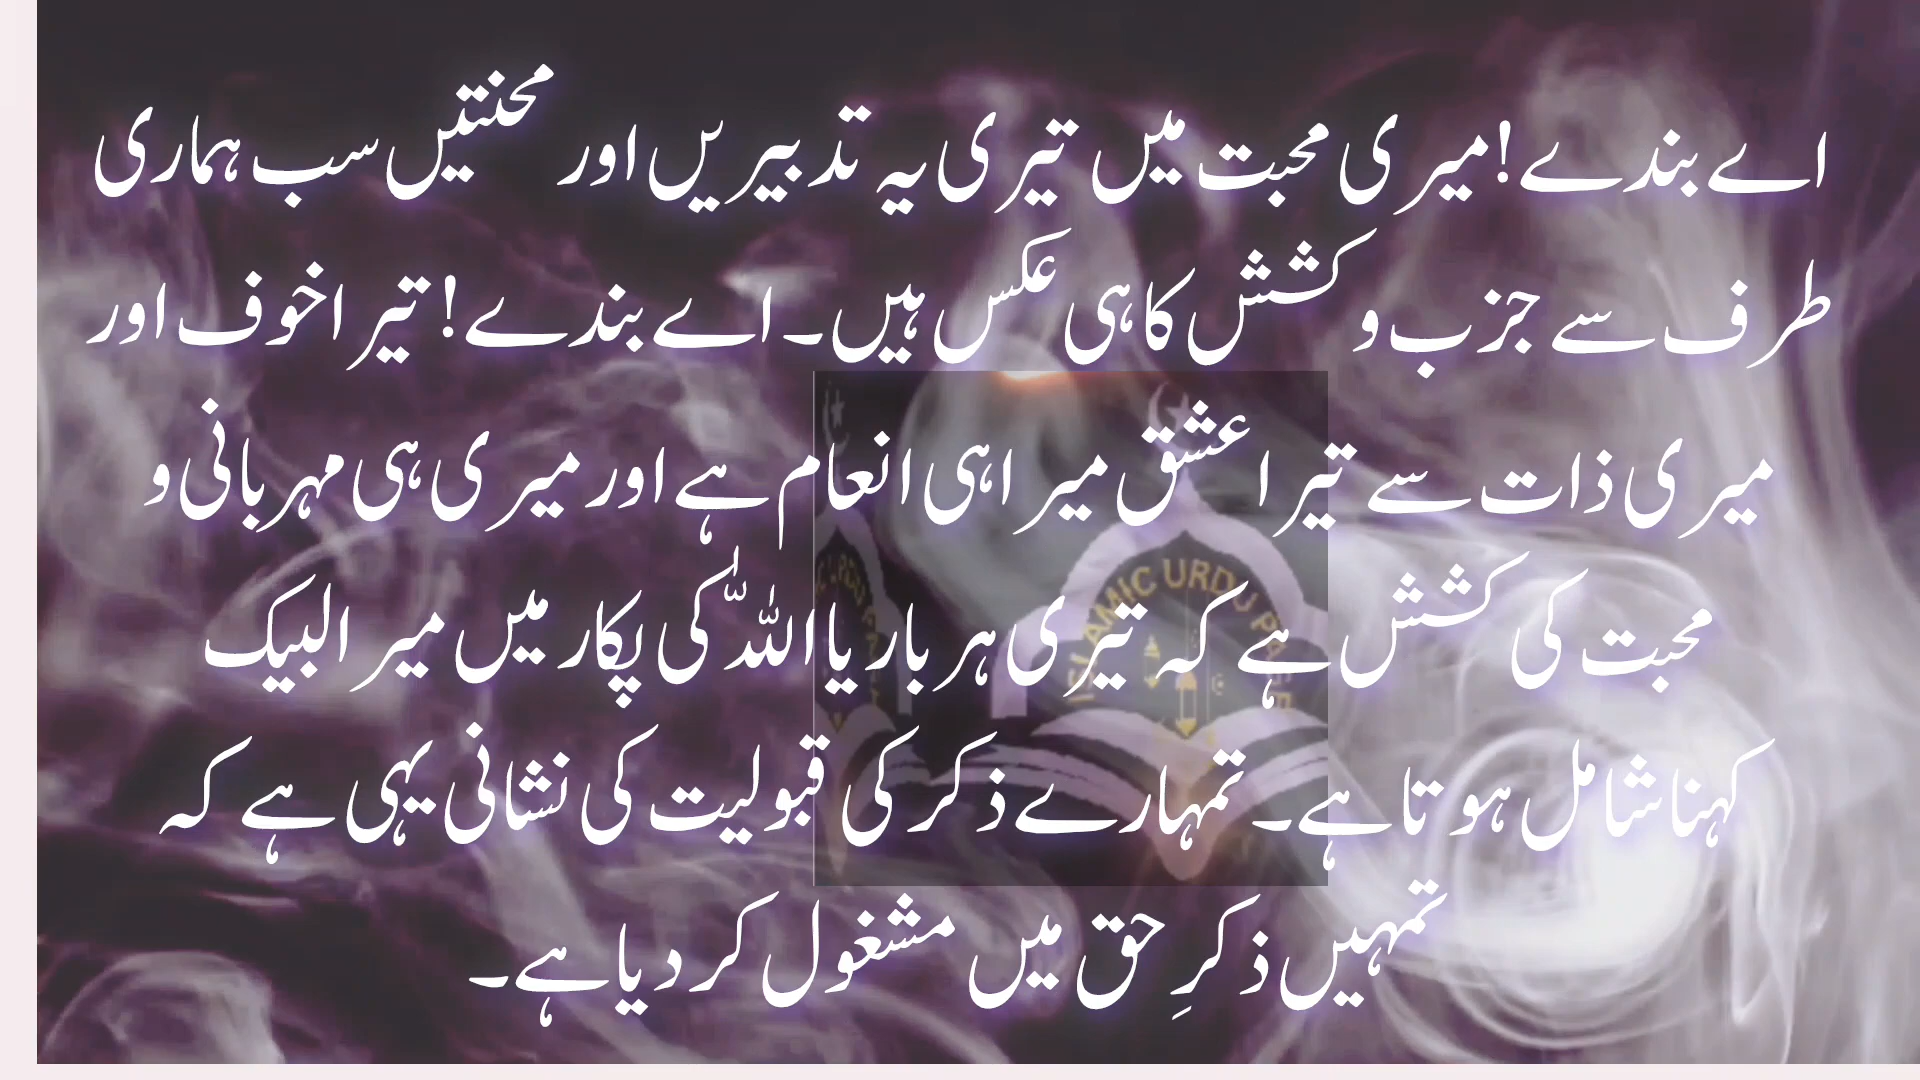 اے بندے! میری محبت میں تیری یہ تدبیریں اور محنتیں سب ہماری
طرف سے جزب و کشش کا ہی عکس ہیں۔ اے بندے! تیرا خوف اور
میری ذات سے تیرا عشق میرا ہی انعام ہے اور میری ہی مہربانی و
محبت کی کشش ہے کہ تیری ہر بار یا اللہ کی پکار میں میرا لبیک
کہنا شامل ہوتا ہے۔ تمہارے ذکر کی قبولیت کی نشانی یہی ہے کہ
تمہیں ذکرِ حق میں مشغول کر دیا ہے۔
ISLAMIC URDU PAGE